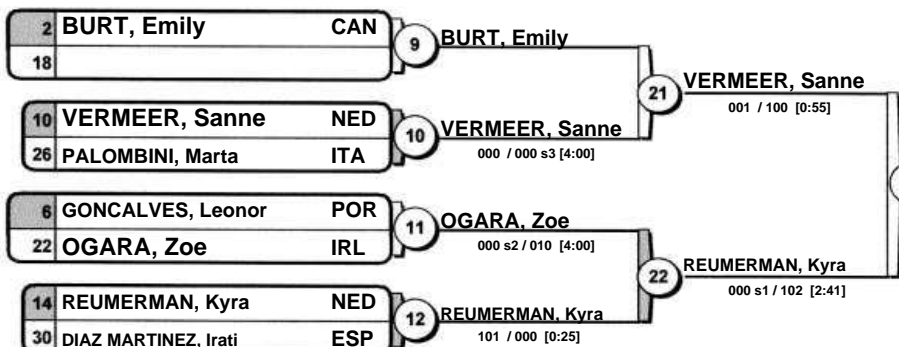 2 BURT, Emily CAN
18
9 BURT, Emily
10 VERMEER, Sanne NED
26 PALOMBINI, Marta ITA
10 VERMEER, Sanne
000 / 000 s3 [4:00]
21 VERMEER, Sanne
001 / 100 [0:55]
6 GONCALVES, Leonor POR
22 OGARA, Zoe IRL
11 OGARA, Zoe
000 s2 / 010 [4:00]
14 REUMERMAN, Kyra NED
30 DIAZ MARTINEZ, Irati ESP
12 REUMERMAN, Kyra
101 / 000 [0:25]
22 REUMERMAN, Kyra
000 s1 / 102 [2:41]